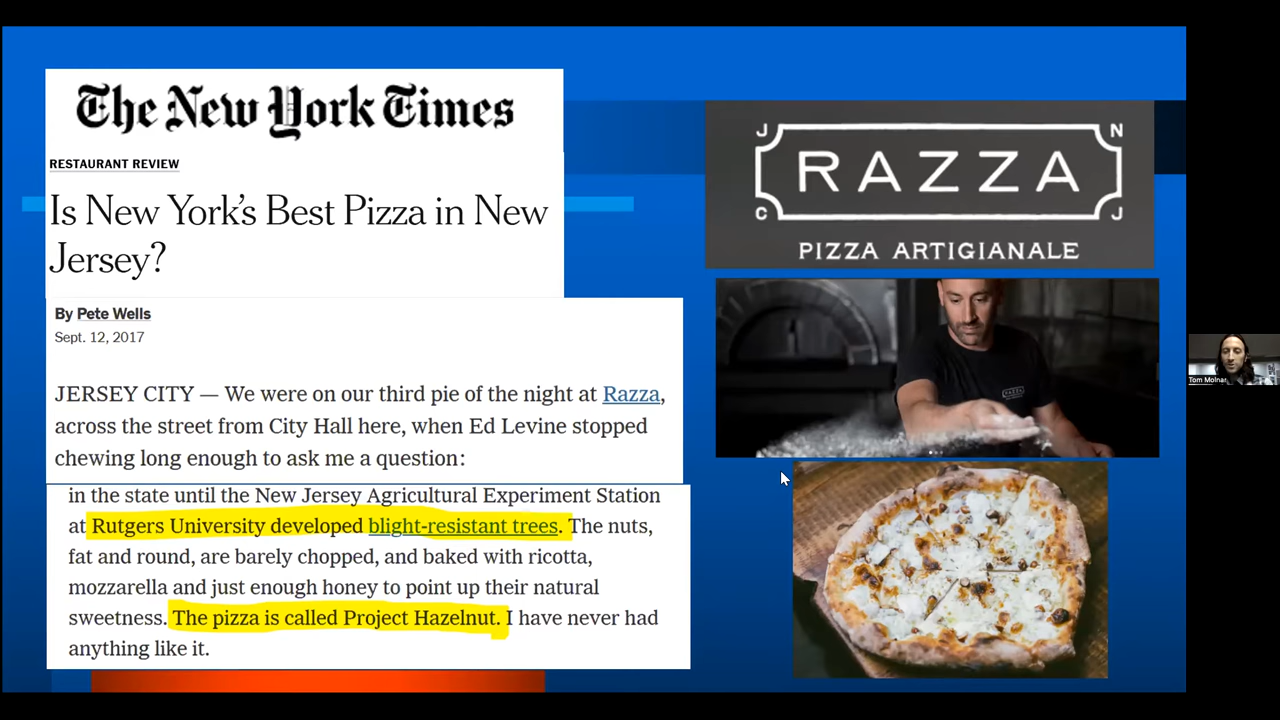 The New York Times
RESTAURANT REVIEW
Is New York's Best Pizza in New
Jersey?
By Pete Wells
Sept. 12, 2017
JERSEY CITY — We were on our third pie of the night at Razza,
across the street from City Hall here, when Ed Levine stopped
chewing long enough to ask me a question:
in the state until the New Jersey Agricultural Experiment Station
at Rutgers University developed blight-resistant trees. The nuts,
fat and round, are barely chopped, and baked with ricotta,
mozzarella and just enough honey to point up their natural
sweetness. The pizza is called Project Hazelnut. I have never had
anything like it.
J N
RAZZA
C J
PIZZA ARTIGIANALE
RAZZA
Tom Molnar